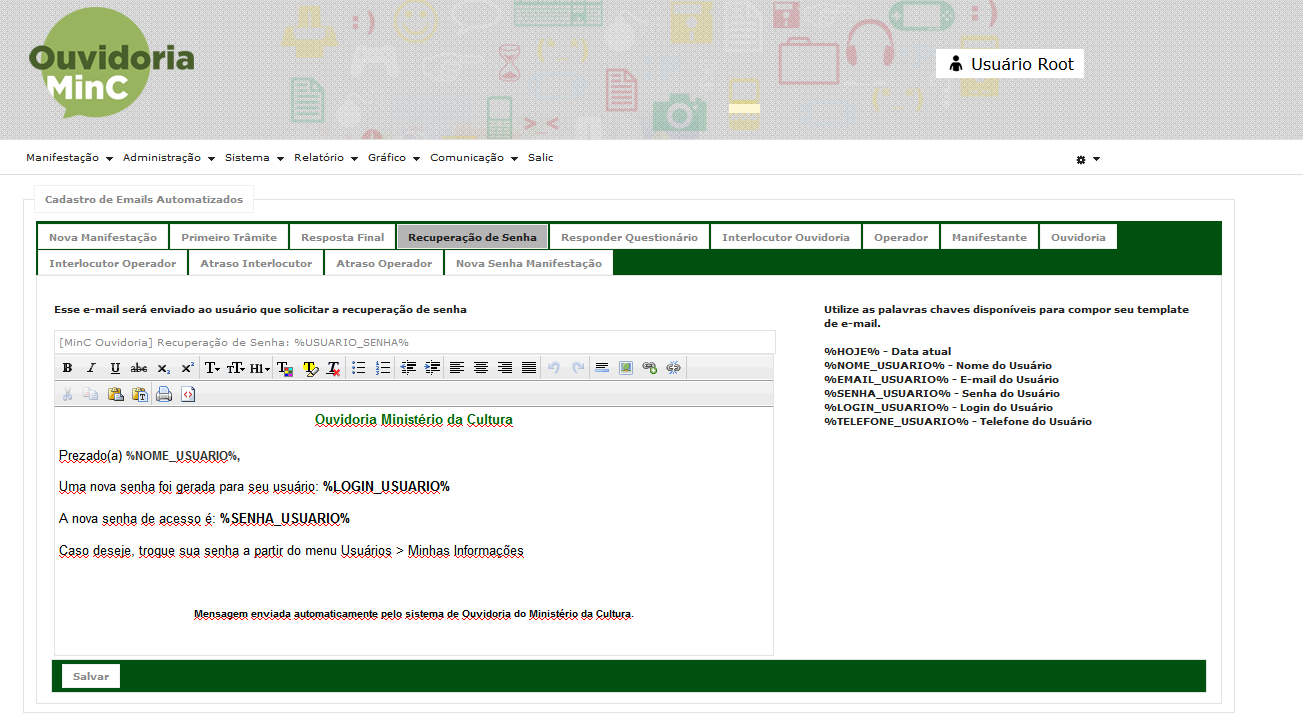 Ouvidoria
MinC
Usuário Root
Manifestação Administração Sistema Relatório Gráfico Comunicação Salic
Cadastro de Emails Automatizados
Nova Manifestação Primeiro Trâmite Resposta Final Recuperação de Senha Responder Questionário Interlocutor Ouvidoria Operador Manifestante Ouvidoria
Interlocutor Operador Atraso Interlocutor Atraso Operador Nova Senha Manifestação
Esse e-mail será enviado ao usuário que solicitar a recuperação de senha
[MinC Ouvidoria] Recuperação de Senha: %USUARIO_SENHA%
B I U abc X₂ X² T T H1 T T T
Ouvidoria Ministério da Cultura
Prezado(a) %NOME_USUARIO%,
Uma nova senha foi gerada para seu usuário: %LOGIN_USUARIO%
A nova senha de acesso é: %SENHA_USUARIO%
Caso deseje, troque sua senha a partir do menu Usuários > Minhas Informações
Mensagem enviada automaticamente pelo sistema de Ouvidoria do Ministério da Cultura.
Utilize as palavras chaves disponíveis para compor seu template
de e-mail.
%HOJE% - Data atual
%NOME_USUARIO% - Nome do Usuário
%EMAIL_USUARIO% - E-mail do Usuário
%SENHA_USUARIO% - Senha do Usuário
%LOGIN_USUARIO% - Login do Usuário
%TELEFONE_USUARIO% - Telefone do Usuário
Salvar